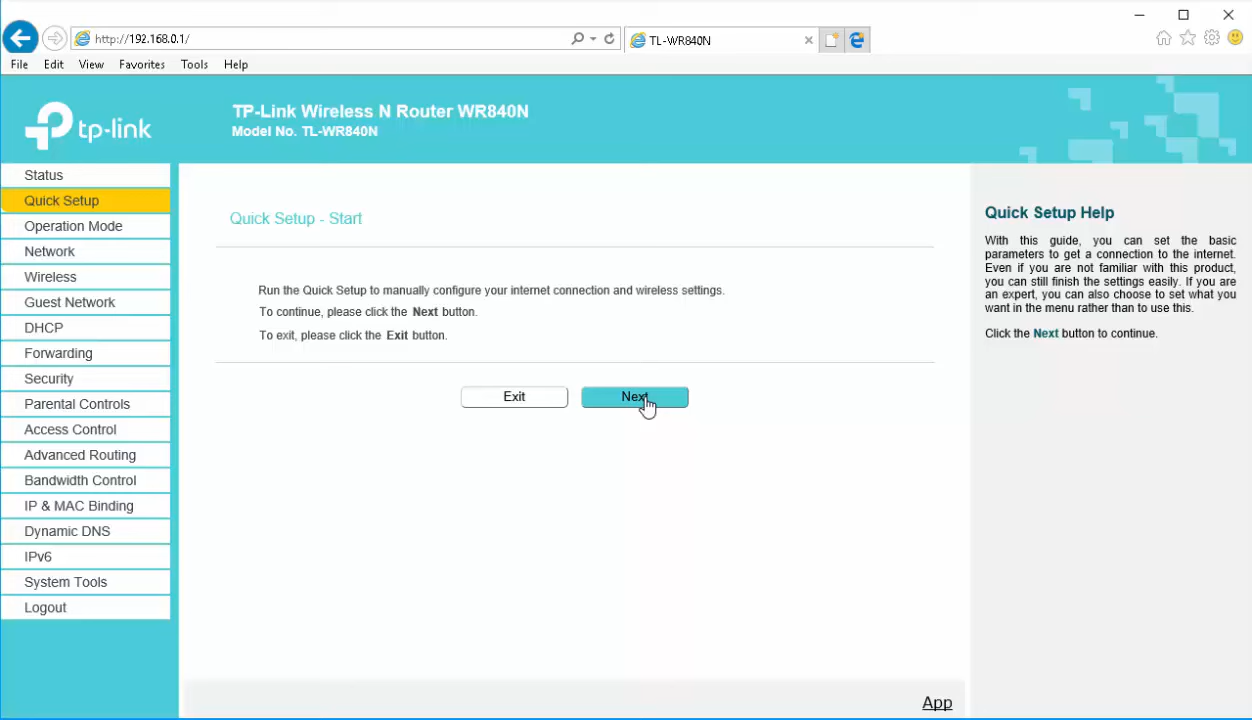 http://192.168.0.1/
TL-WR840N
File Edit View Favorites Tools Help
tp-link
TP-Link Wireless N Router WR840N
Model No. TL-WR840N
Status
Quick Setup
Operation Mode
Network
Wireless
Guest Network
DHCP
Forwarding
Security
Parental Controls
Access Control
Advanced Routing
Bandwidth Control
IP & MAC Binding
Dynamic DNS
IPv6
System Tools
Logout
Quick Setup - Start
Run the Quick Setup to manually configure your internet connection and wireless settings.
To continue, please click the Next button.
To exit, please click the Exit button.
Exit
Next
App
Quick Setup Help
With this guide, you can set the basic
parameters to get a connection to the internet.
Even if you are not familiar with this product,
you can still finish the settings easily. If you are
an expert, you can also choose to set what you
want in the menu rather than to use this.
Click the Next button to continue.